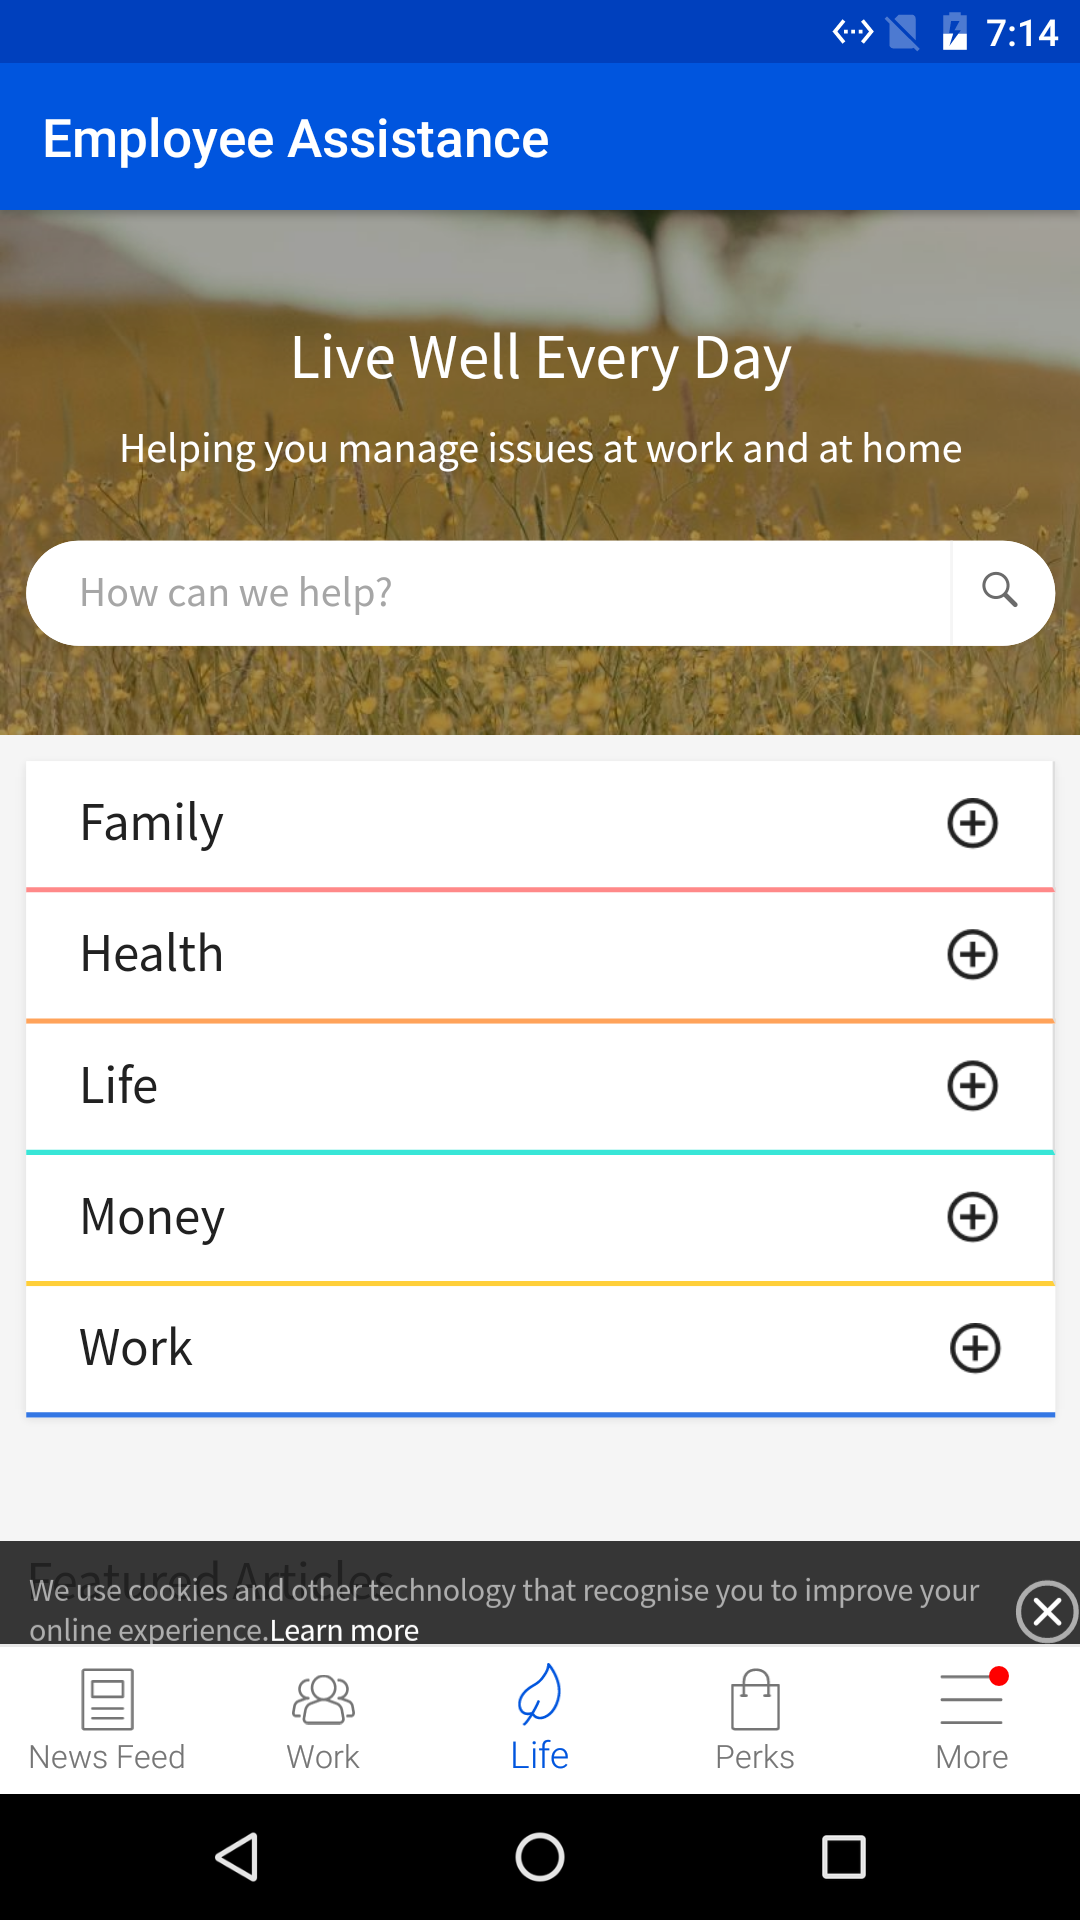 7:14
Employee Assistance
Live Well Every Day
Helping you manage issues at work and at home
How can we help?
Family
Health
Life
Money
Work
Featured Articles
We use cookies and other technology that recognise you to improve your
online experience.Learn more
News Feed
Work
Life
Perks
More